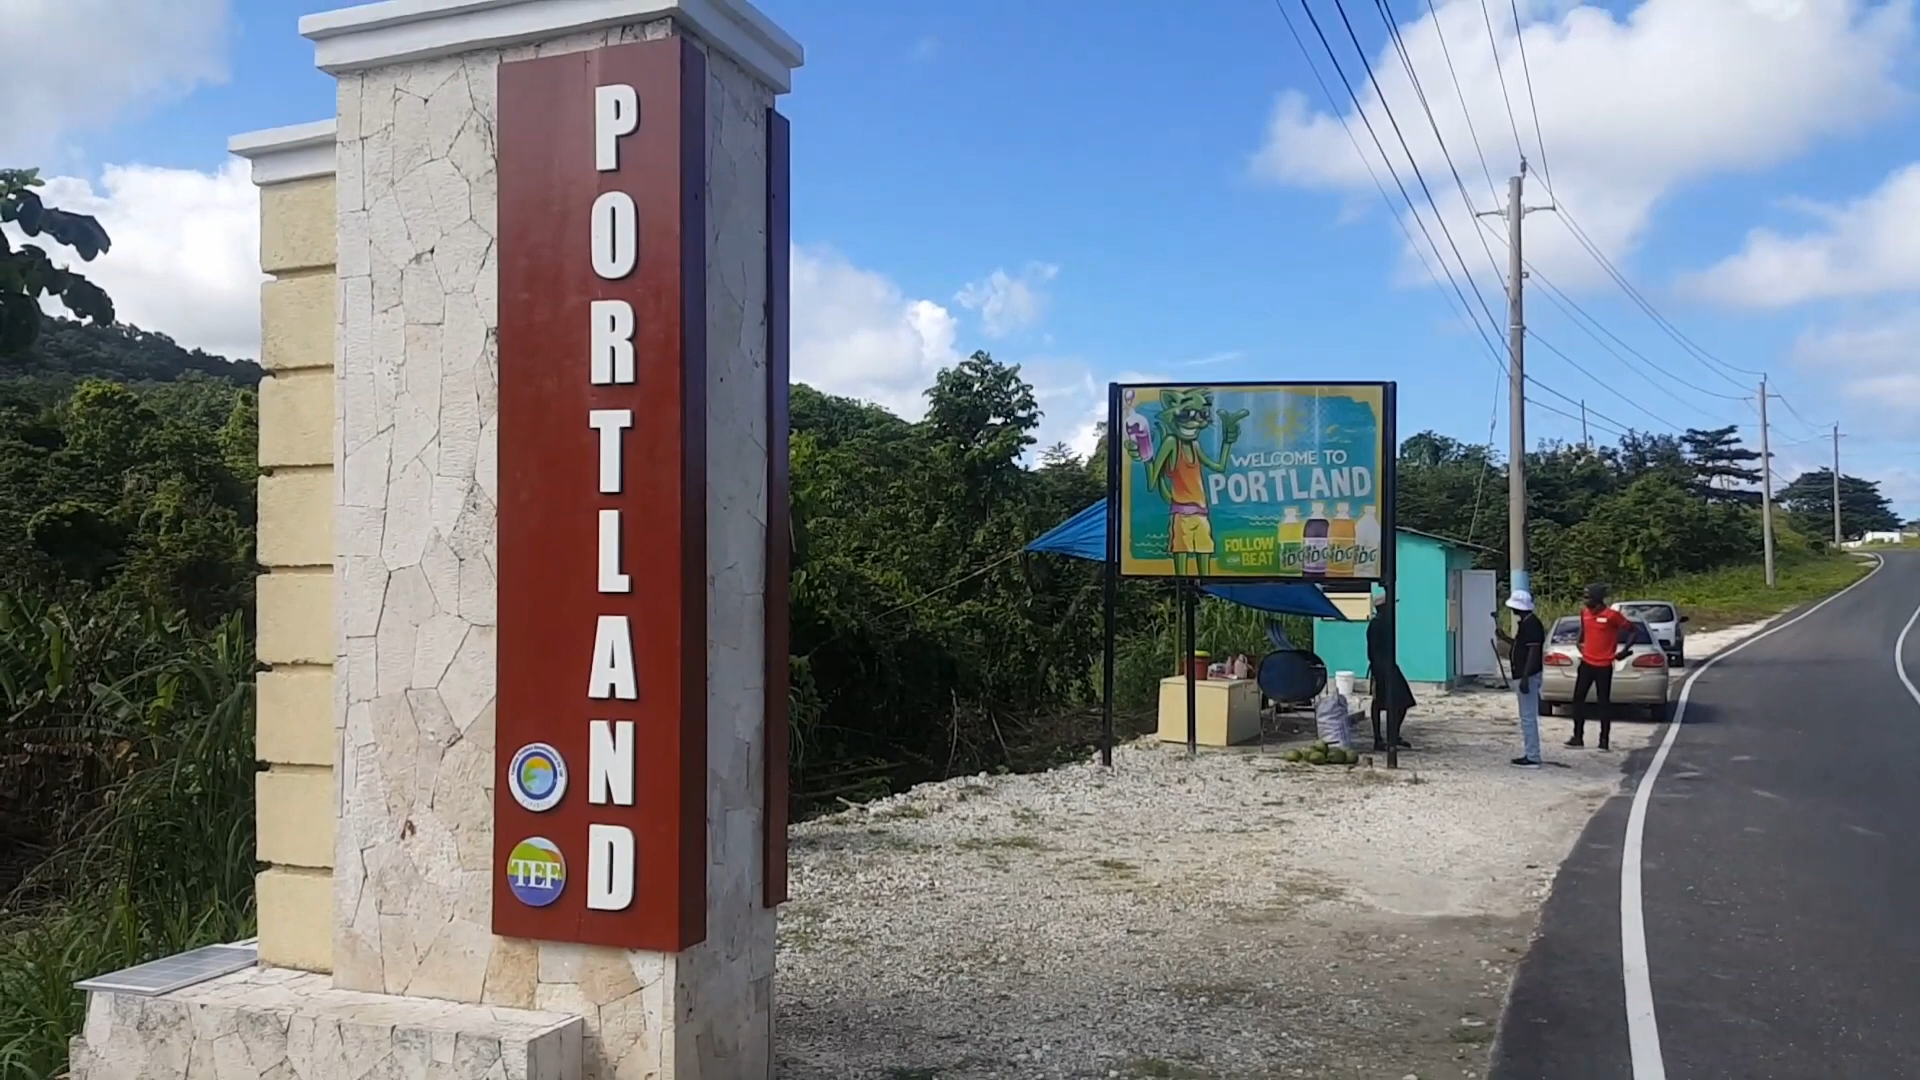 PORTLAND
TEF
WELCOME TO
PORTLAND
FOLLOW
BEAT